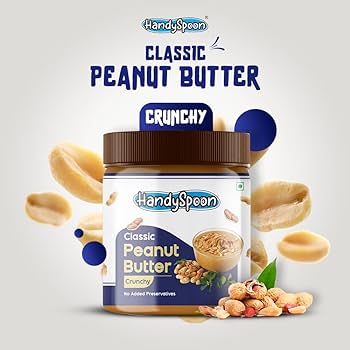 HandySpoon®
CLASSIC
PEANUT BUTTER
CRUNCHY
HandySpoon
Classic
Peanut
Butter
Crunchy
No Added Preservatives